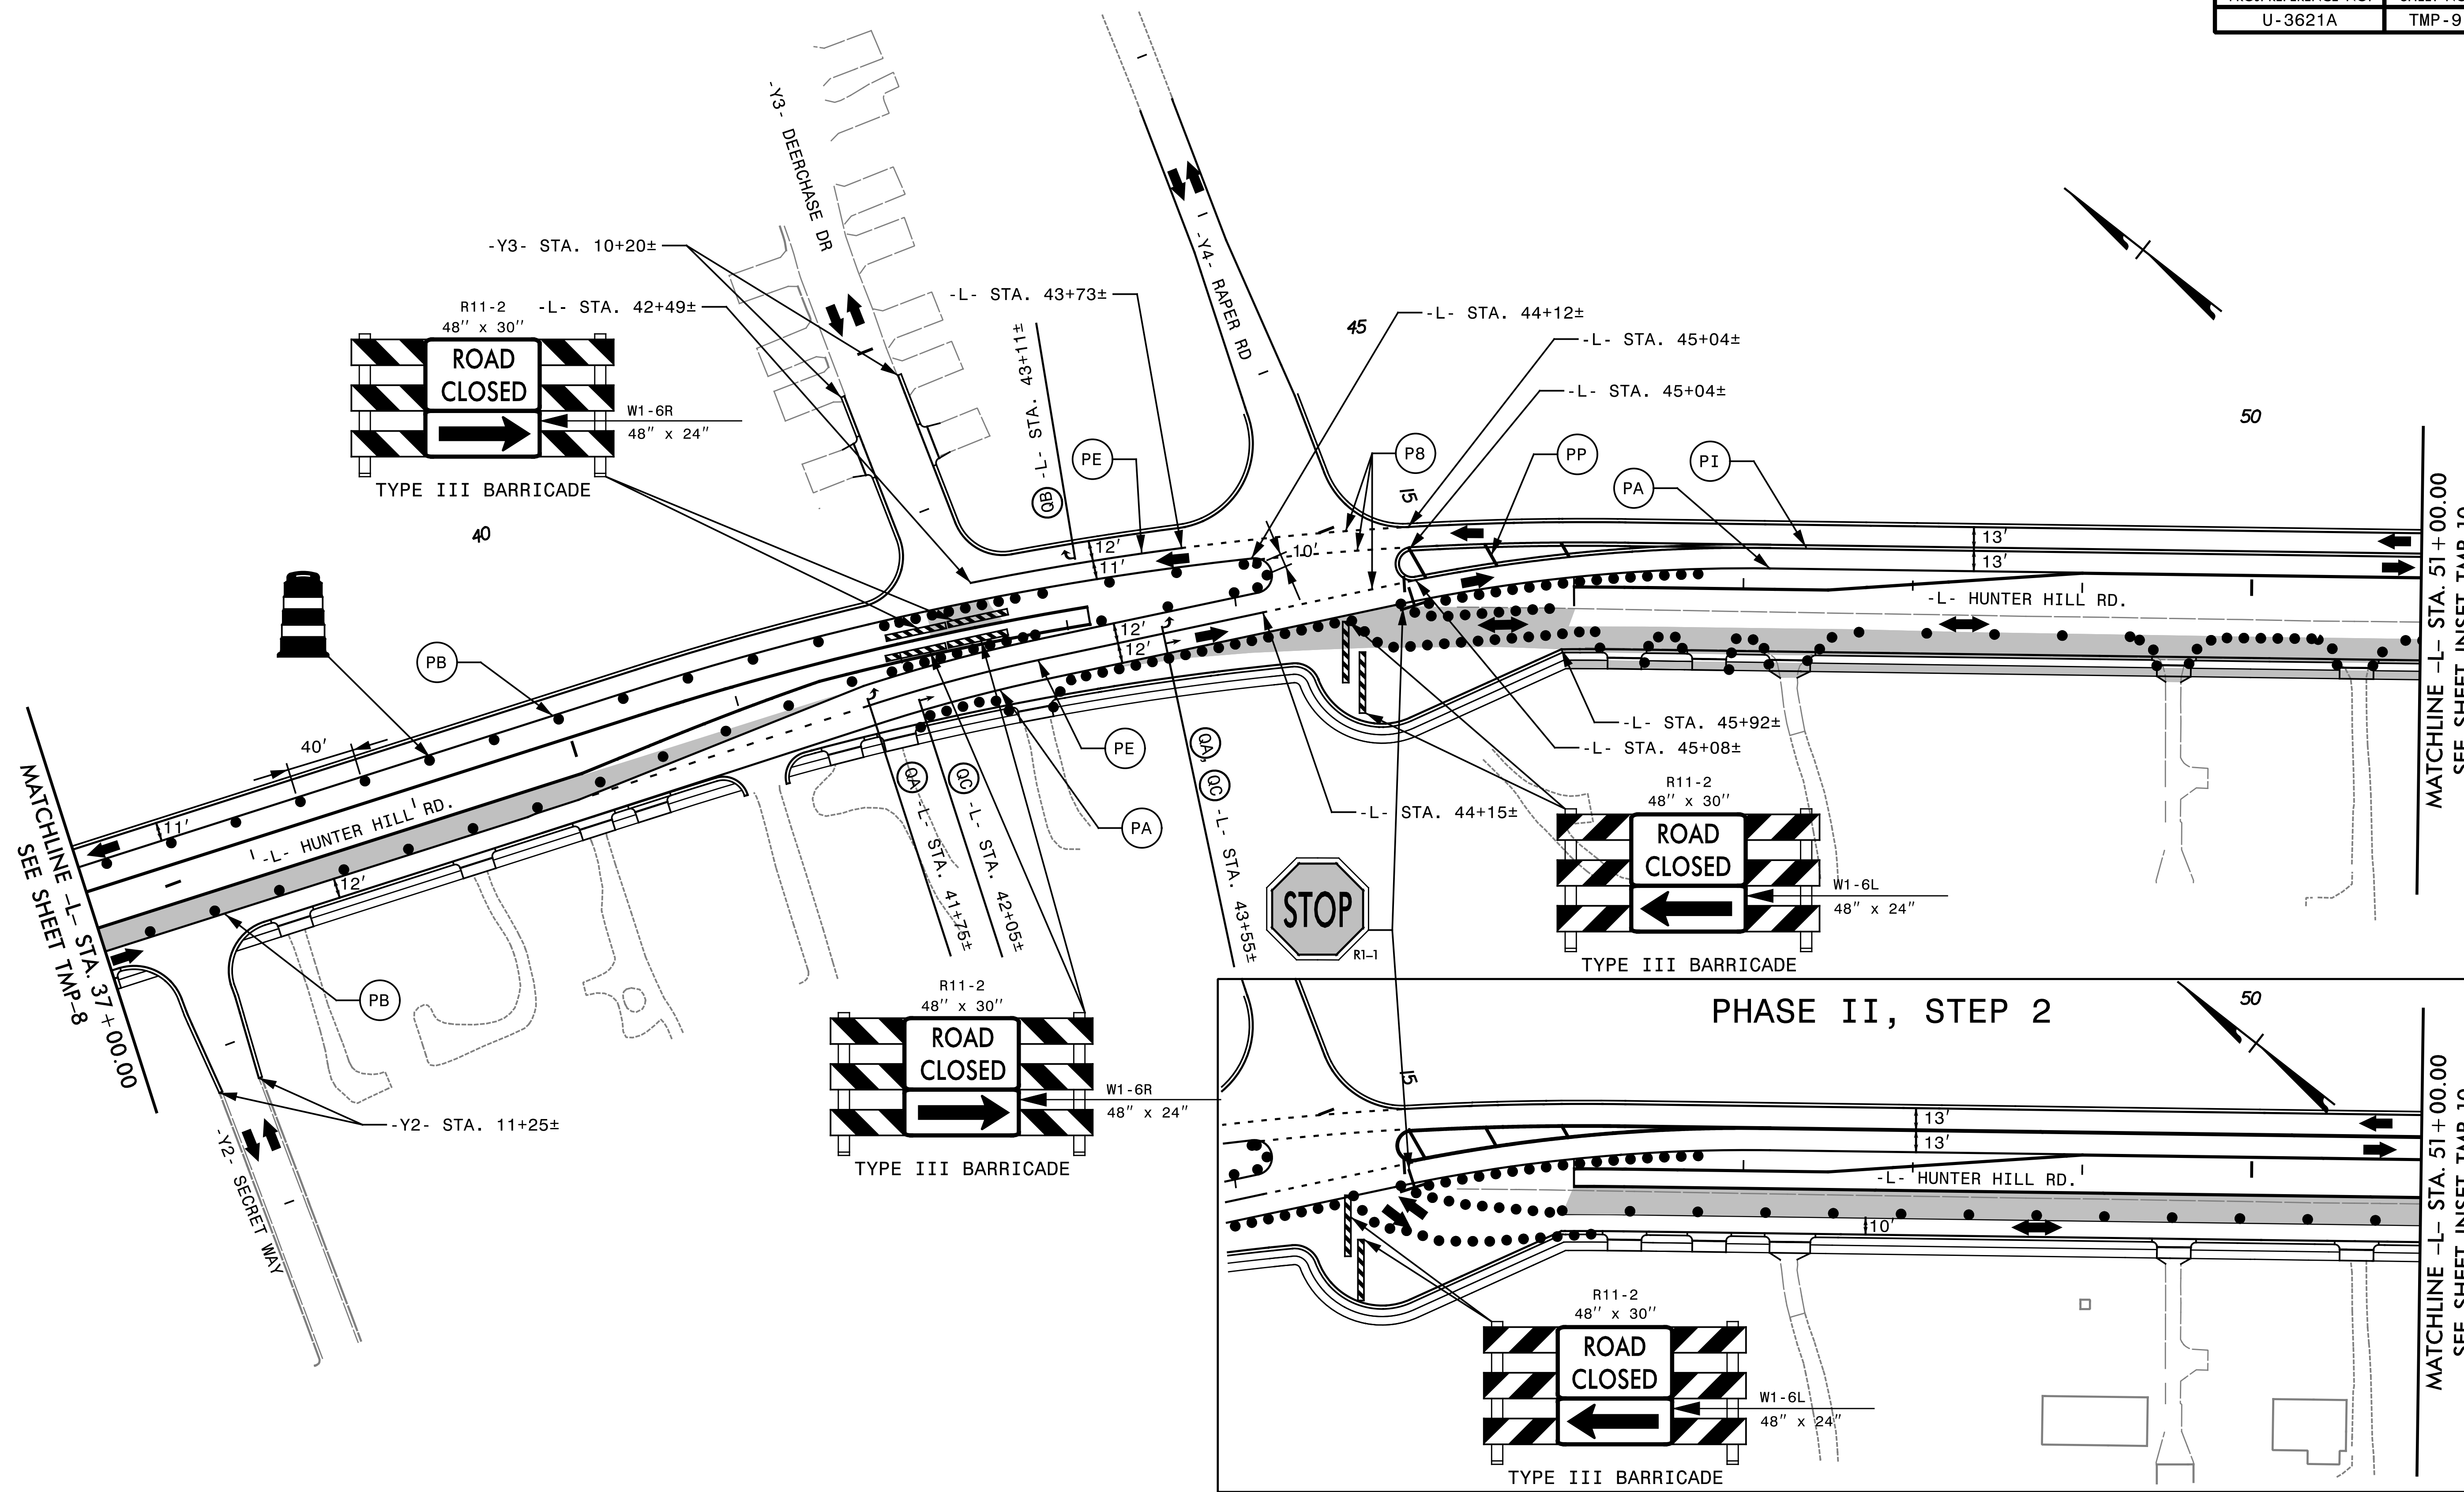 U-3621A
TMP-9
-Y3- DEERCHASE DR
-Y3- STA. 10+20±
-L- STA. 42+49±
R11-2
48" x 30"
ROAD
CLOSED
W1-6R
48" x 24"
TYPE III BARRICADE
-L- STA. 43+73±
QB -L- STA. 43+11±
-Y4- RAPER RD
45
-L- STA. 44+12±
-L- STA. 45+04±
-L- STA. 45+04±
PE
P8
PP
PA
PI
15
50
40
12'
11'
10'
13'
13'
-L- HUNTER HILL RD.
MATCHLINE -L- STA. 51+00.00
PB
40'
11'
-L- HUNTER HILL RD.
12'
12'
12'
PB
PE
PA
QA -L- STA. 41+75±
QC -L- STA. 42+05±
QA, QC -L- STA. 43+55±
-L- STA. 45+92±
-L- STA. 45+08±
-L- STA. 44+15±
MATCHLINE -L- STA. 37+00.00
SEE SHEET TMP-8
-Y2- STA. 11+25±
-Y2- SECRET WAY
STOP
R1-1
R11-2
48" x 30"
ROAD
CLOSED
W1-6L
48" x 24"
TYPE III BARRICADE
R11-2
48" x 30"
ROAD
CLOSED
W1-6R
48" x 24"
TYPE III BARRICADE
PHASE II, STEP 2
50
15
13'
13'
-L- HUNTER HILL RD.
10'
MATCHLINE -L- STA. 51+00.00
R11-2
48" x 30"
ROAD
CLOSED
W1-6L
48" x 24"
TYPE III BARRICADE